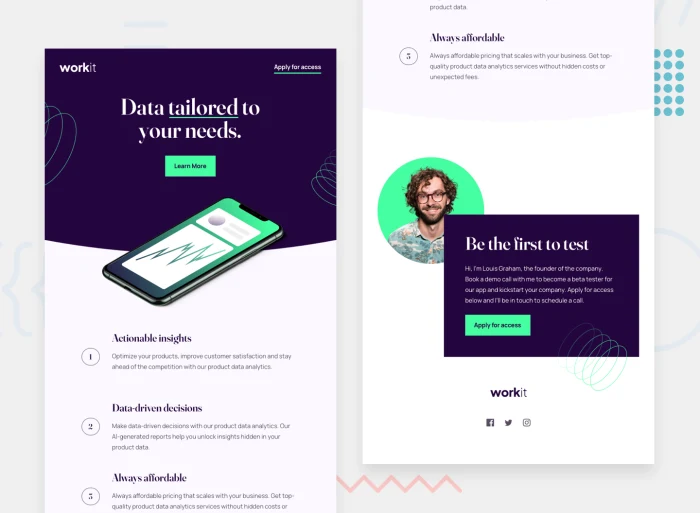 workit
Apply for access
Data tailored to
your needs.
Learn More
Actionable insights
1
Optimize your products, improve customer satisfaction and stay
ahead of the competition with our product data analytics.
Data-driven decisions
2
Make data-driven decisions with our product data analytics. Our
AI-generated reports help you unlock insights hidden in your
product data.
Always affordable
3
Always affordable pricing that scales with your business. Get top-
quality product data analytics services without hidden costs or
product data.
Always affordable
3
Always affordable pricing that scales with your business. Get top-
quality product data analytics services without hidden costs or
unexpected fees.
Be the first to test
Hi, I'm Louis Graham, the founder of the company.
Book a demo call with me to become a beta tester for
our app and kickstart your company. Apply for access
below and I'll be in touch to schedule a call.
Apply for access
workit